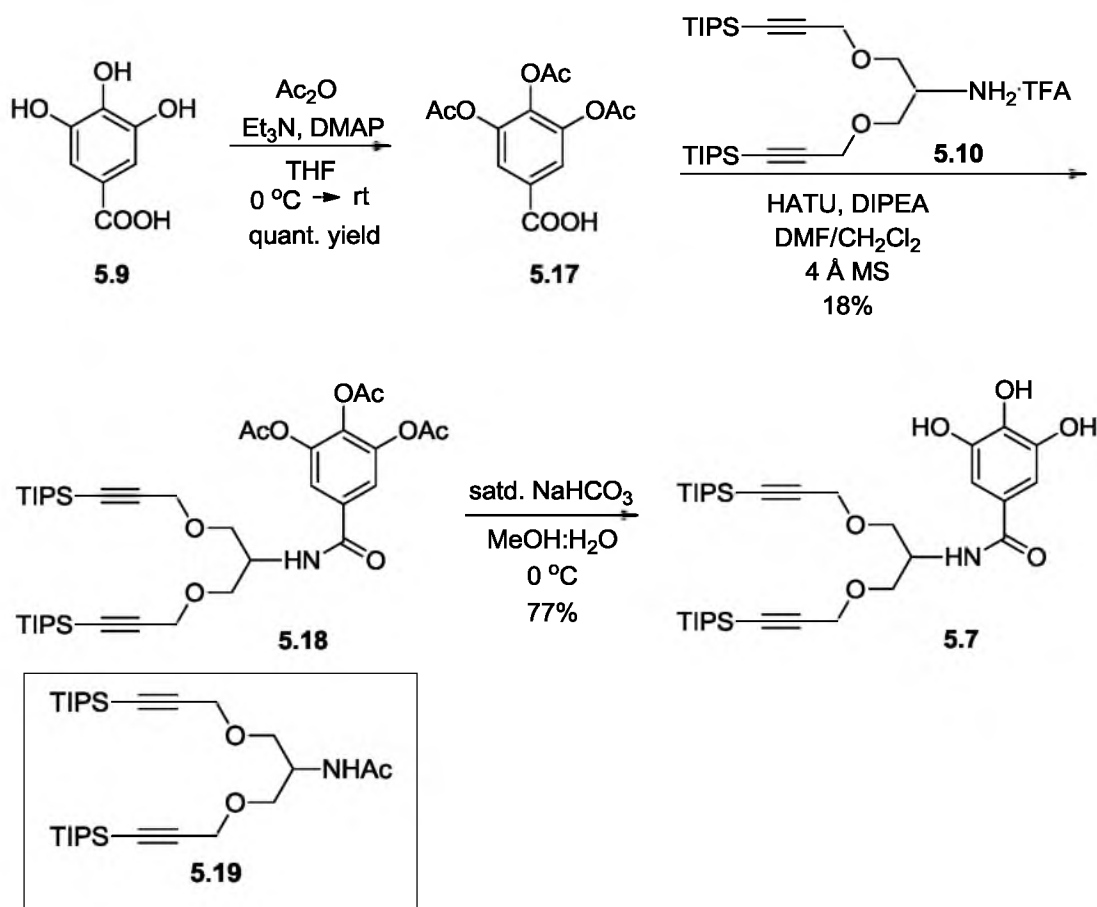 OH
HO
OH
COOH
5.9
Ac₂O
Et₃N, DMAP
THF
0 °C → rt
quant. yield
OAc
AcO
OAc
COOH
5.17
TIPS
O
NH₂·TFA
O
TIPS
5.10
HATU, DIPEA
DMF/CH₂Cl₂
4 Å MS
18%
OAc
AcO
OAc
TIPS
O
HN
O
O
TIPS
5.18
satd. NaHCO₃
MeOH:H₂O
0 °C
77%
OH
HO
OH
TIPS
O
HN
O
O
TIPS
5.7
TIPS
O
NHAc
O
TIPS
5.19